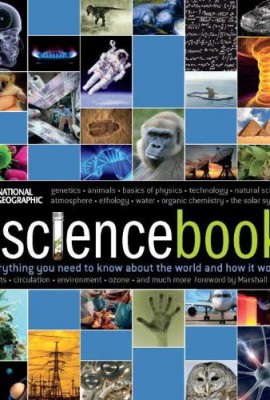 NATIONAL
GEOGRAPHIC
genetics • animals • basics of physics • technology • natural sci
atmosphere • ethology • water • organic chemistry • the solar sy
sciencebook
rything you need to know about the world and how it wo
ts • circulation • environment • ozone • and much more foreword by Marshall